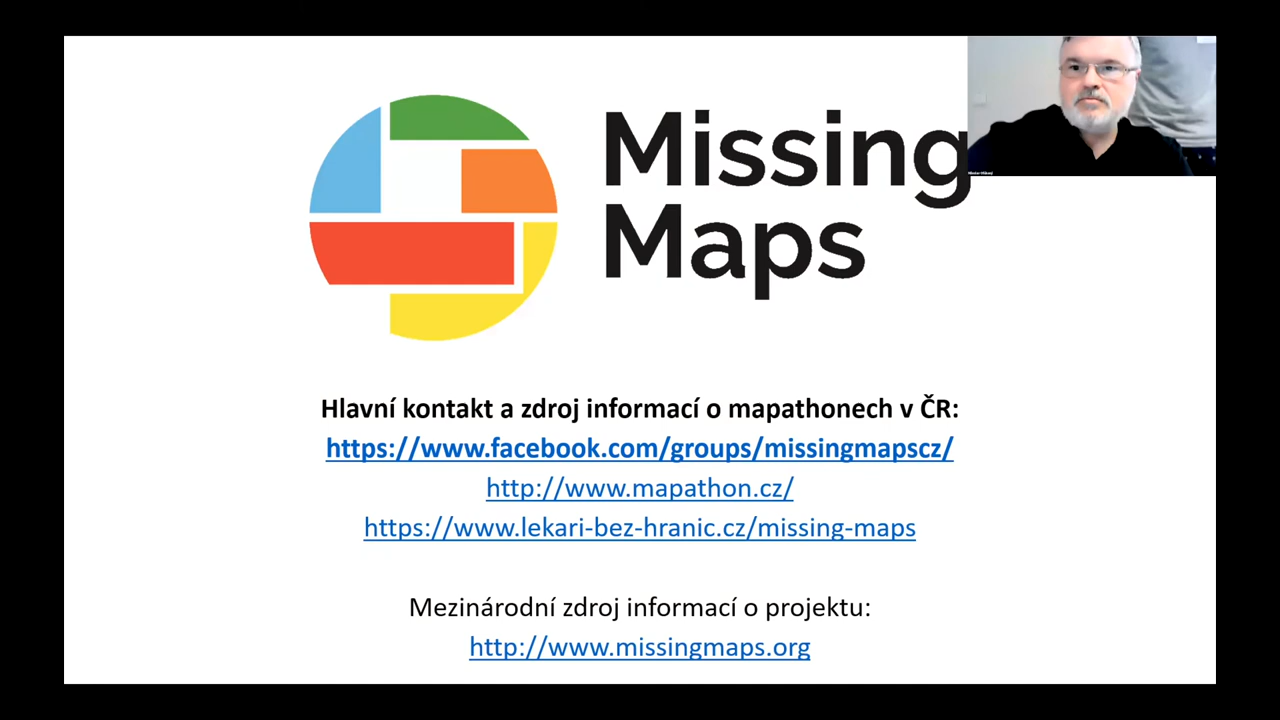 Missing
Maps
Hlavní kontakt a zdroj informací o mapathonech v ČR:
https://www.facebook.com/groups/missingmapscz/
http://www.mapathon.cz/
https://www.lekari-bez-hranic.cz/missing-maps
Mezinárodní zdroj informací o projektu:
http://www.missingmaps.org